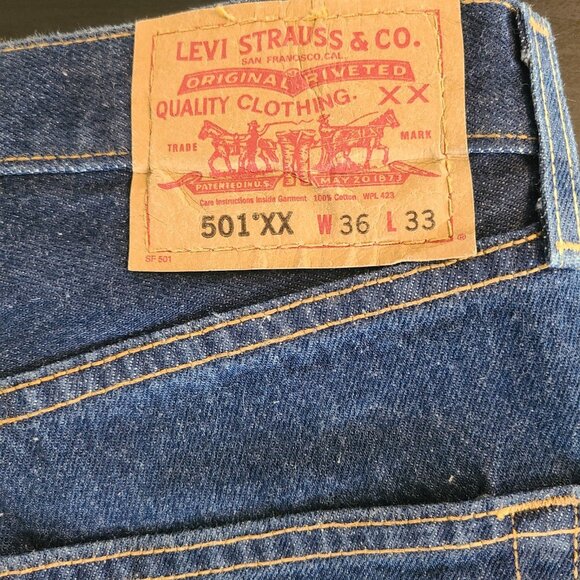 LEVI STRAUSS & CO.
SAN FRANCISCO, CAL.
ORIGINAL RIVETED
QUALITY CLOTHING. XX
TRADE MARK
PATENTED IN U.S. MAY 20 1873
Care Instructions Inside Garment 100% Cotton WPL 423
501®XX W 36 L 33
SF 501 ®